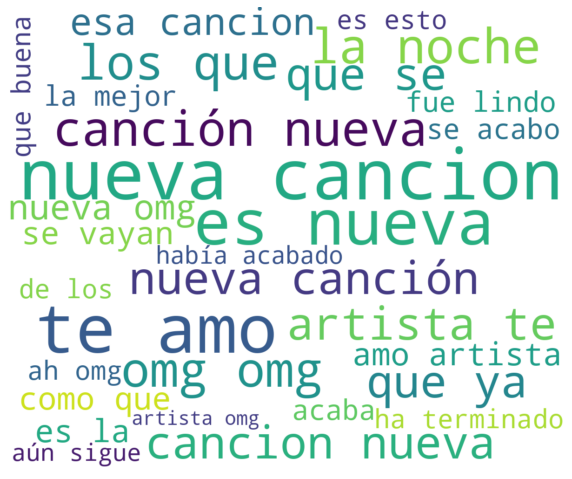 esa cancion
es esto
que buena
los que
la noche
que se
la mejor
fue lindo
canción nueva
se acabo
nueva cancion
nueva omg
es nueva
se vayan
había acabado
nueva canción
de los
te amo
artista te
amo artista
ah omg
omg omg
que ya
como que
artista omg
acaba
ha terminado
es la
cancion nueva
aún sigue